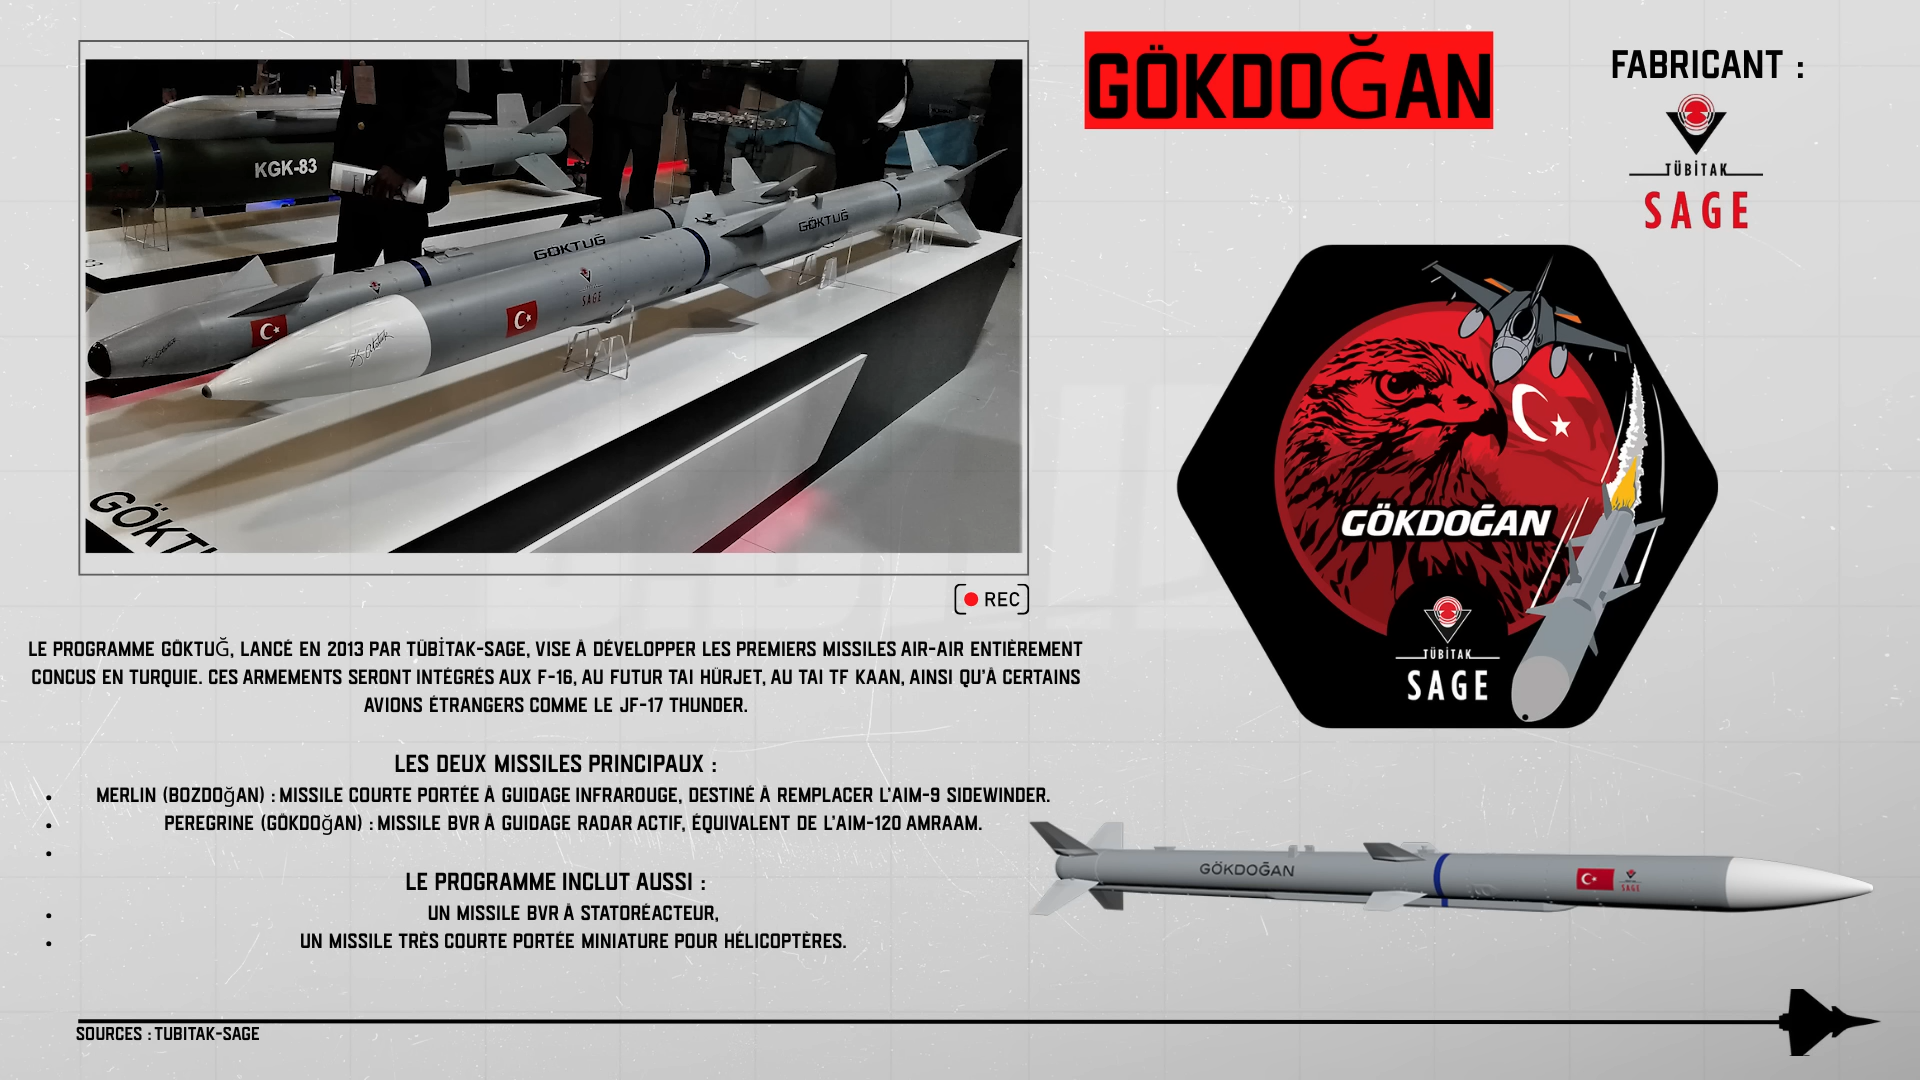 GÖKDOĞAN
FABRICANT :
TÜBİTAK
SAGE
KGK-83
GÖKTUĞ
GÖKTUĞ
SAGE
K. Atatürk
GÖKT
REC
GÖKDOĞAN
TÜBİTAK
SAGE
LE PROGRAMME GÖKTUĞ, LANCÉ EN 2013 PAR TÜBİTAK-SAGE, VISE À DÉVELOPPER LES PREMIERS MISSILES AIR-AIR ENTIÈREMENT
CONCUS EN TURQUIE. CES ARMEMENTS SERONT INTÉGRÉS AUX F-16, AU FUTUR TAI HÜRJET, AU TAI TF KAAN, AINSI QU'À CERTAINS
AVIONS ÉTRANGERS COMME LE JF-17 THUNDER.
LES DEUX MISSILES PRINCIPAUX :
• MERLIN (BOZDOğAN) : MISSILE COURTE PORTÉE À GUIDAGE INFRAROUGE, DESTINÉ À REMPLACER L'AIM-9 SIDEWINDER.
• PEREGRINE (GÖKDOğAN) : MISSILE BVR À GUIDAGE RADAR ACTIF, ÉQUIVALENT DE L'AIM-120 AMRAAM.
•
LE PROGRAMME INCLUT AUSSI :
• UN MISSILE BVR À STATORÉACTEUR,
• UN MISSILE TRÈS COURTE PORTÉE MINIATURE POUR HÉLICOPTÈRES.
GÖKDOĞAN
SAGE
SOURCES : TUBITAK-SAGE